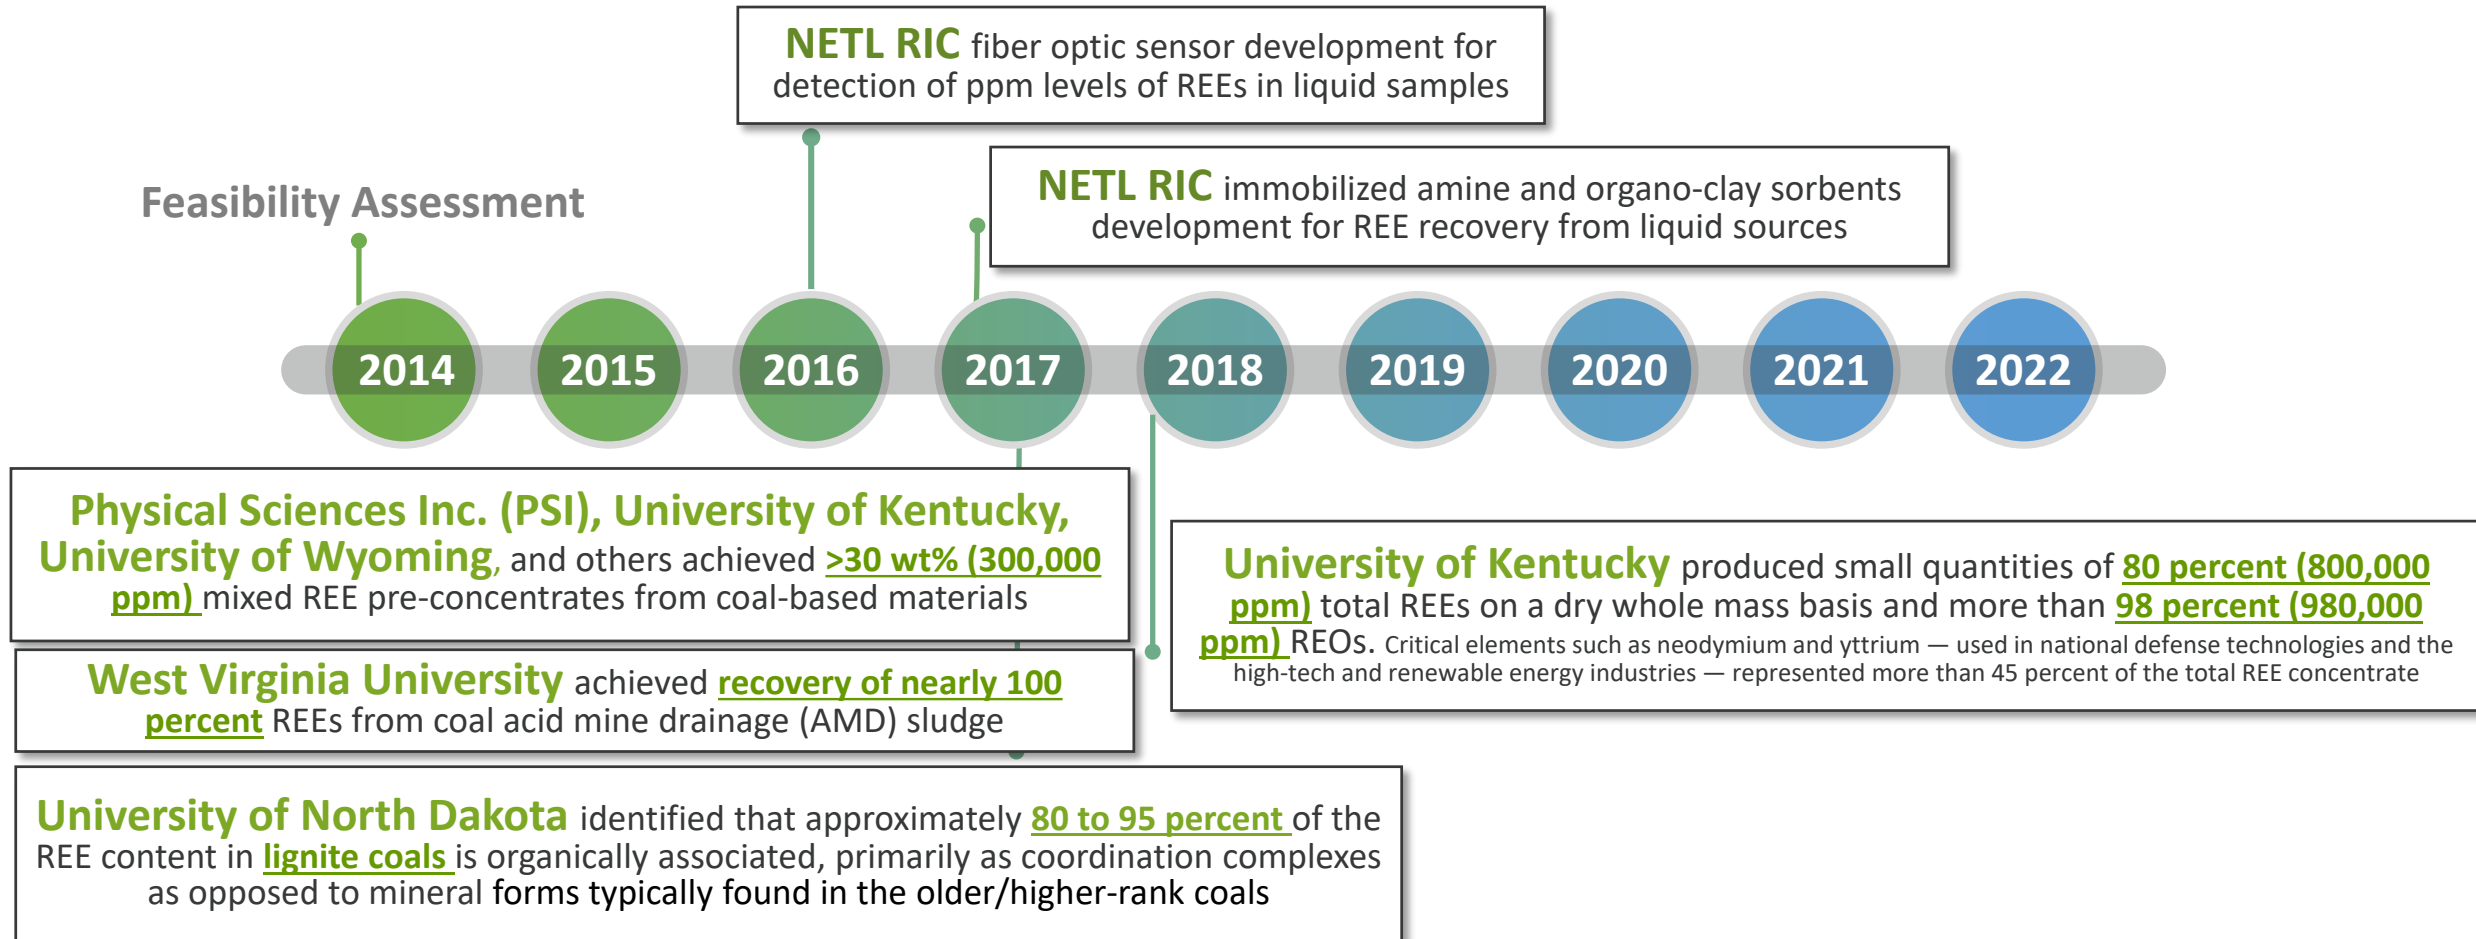 NETL RIC fiber optic sensor development for
detection of ppm levels of REEs in liquid samples
NETL RIC immobilized amine and organo-clay sorbents
development for REE recovery from liquid sources
Feasibility Assessment
2014
2015
2016
2017
2018
2019
2020
2021
2022
Physical Sciences Inc. (PSI), University of Kentucky,
University of Wyoming, and others achieved >30 wt% (300,000
ppm) mixed REE pre-concentrates from coal-based materials
West Virginia University achieved recovery of nearly 100
percent REEs from coal acid mine drainage (AMD) sludge
University of North Dakota identified that approximately 80 to 95 percent of the
REE content in lignite coals is organically associated, primarily as coordination complexes
as opposed to mineral forms typically found in the older/higher-rank coals
University of Kentucky produced small quantities of 80 percent (800,000
ppm) total REEs on a dry whole mass basis and more than 98 percent (980,000
ppm) REOs. Critical elements such as neodymium and yttrium — used in national defense technologies and the
high-tech and renewable energy industries — represented more than 45 percent of the total REE concentrate